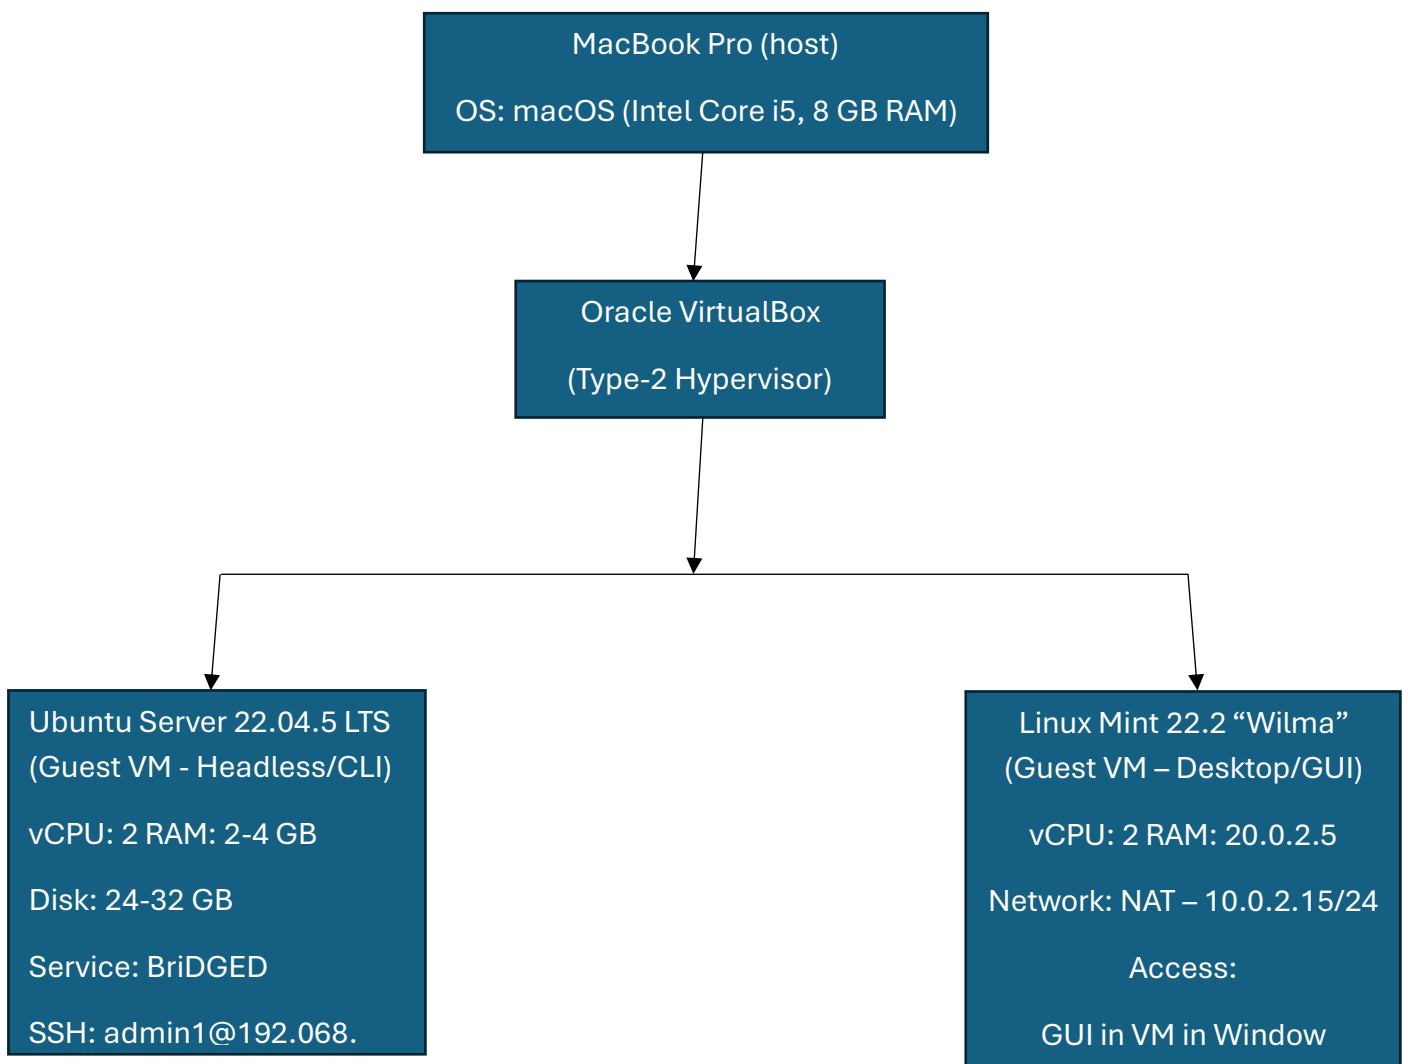 MacBook Pro (host)
OS: macOS (Intel Core i5, 8 GB RAM)
Oracle VirtualBox
(Type-2 Hypervisor)
Ubuntu Server 22.04.5 LTS
(Guest VM - Headless/CLI)
vCPU: 2 RAM: 2-4 GB
Disk: 24-32 GB
Service: BriDGED
SSH: admin1@192.068.
Linux Mint 22.2 “Wilma”
(Guest VM – Desktop/GUI)
vCPU: 2 RAM: 20.0.2.5
Network: NAT – 10.0.2.15/24
Access:
GUI in VM in Window